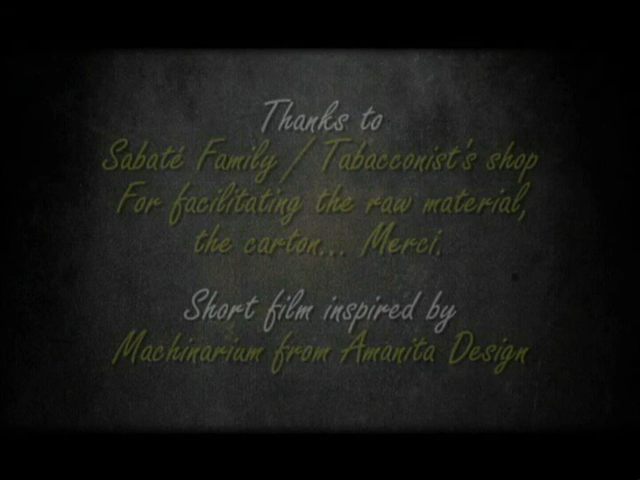 Thanks to
Sabaté Family / Tabacconist's shop
For facilitating the raw material,
the carton... Merci.
Short film inspired by
Machinarium from Amanita Design